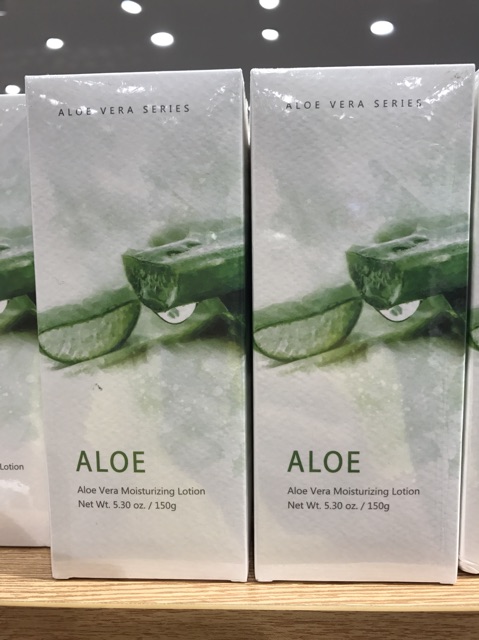 ALOE VERA SERIES
ALOE
Aloe Vera Moisturizing Lotion
Net Wt. 5.30 oz. / 150g
ALOE VERA SERIES
ALOE
Aloe Vera Moisturizing Lotion
Net Wt. 5.30 oz. / 150g
Lotion